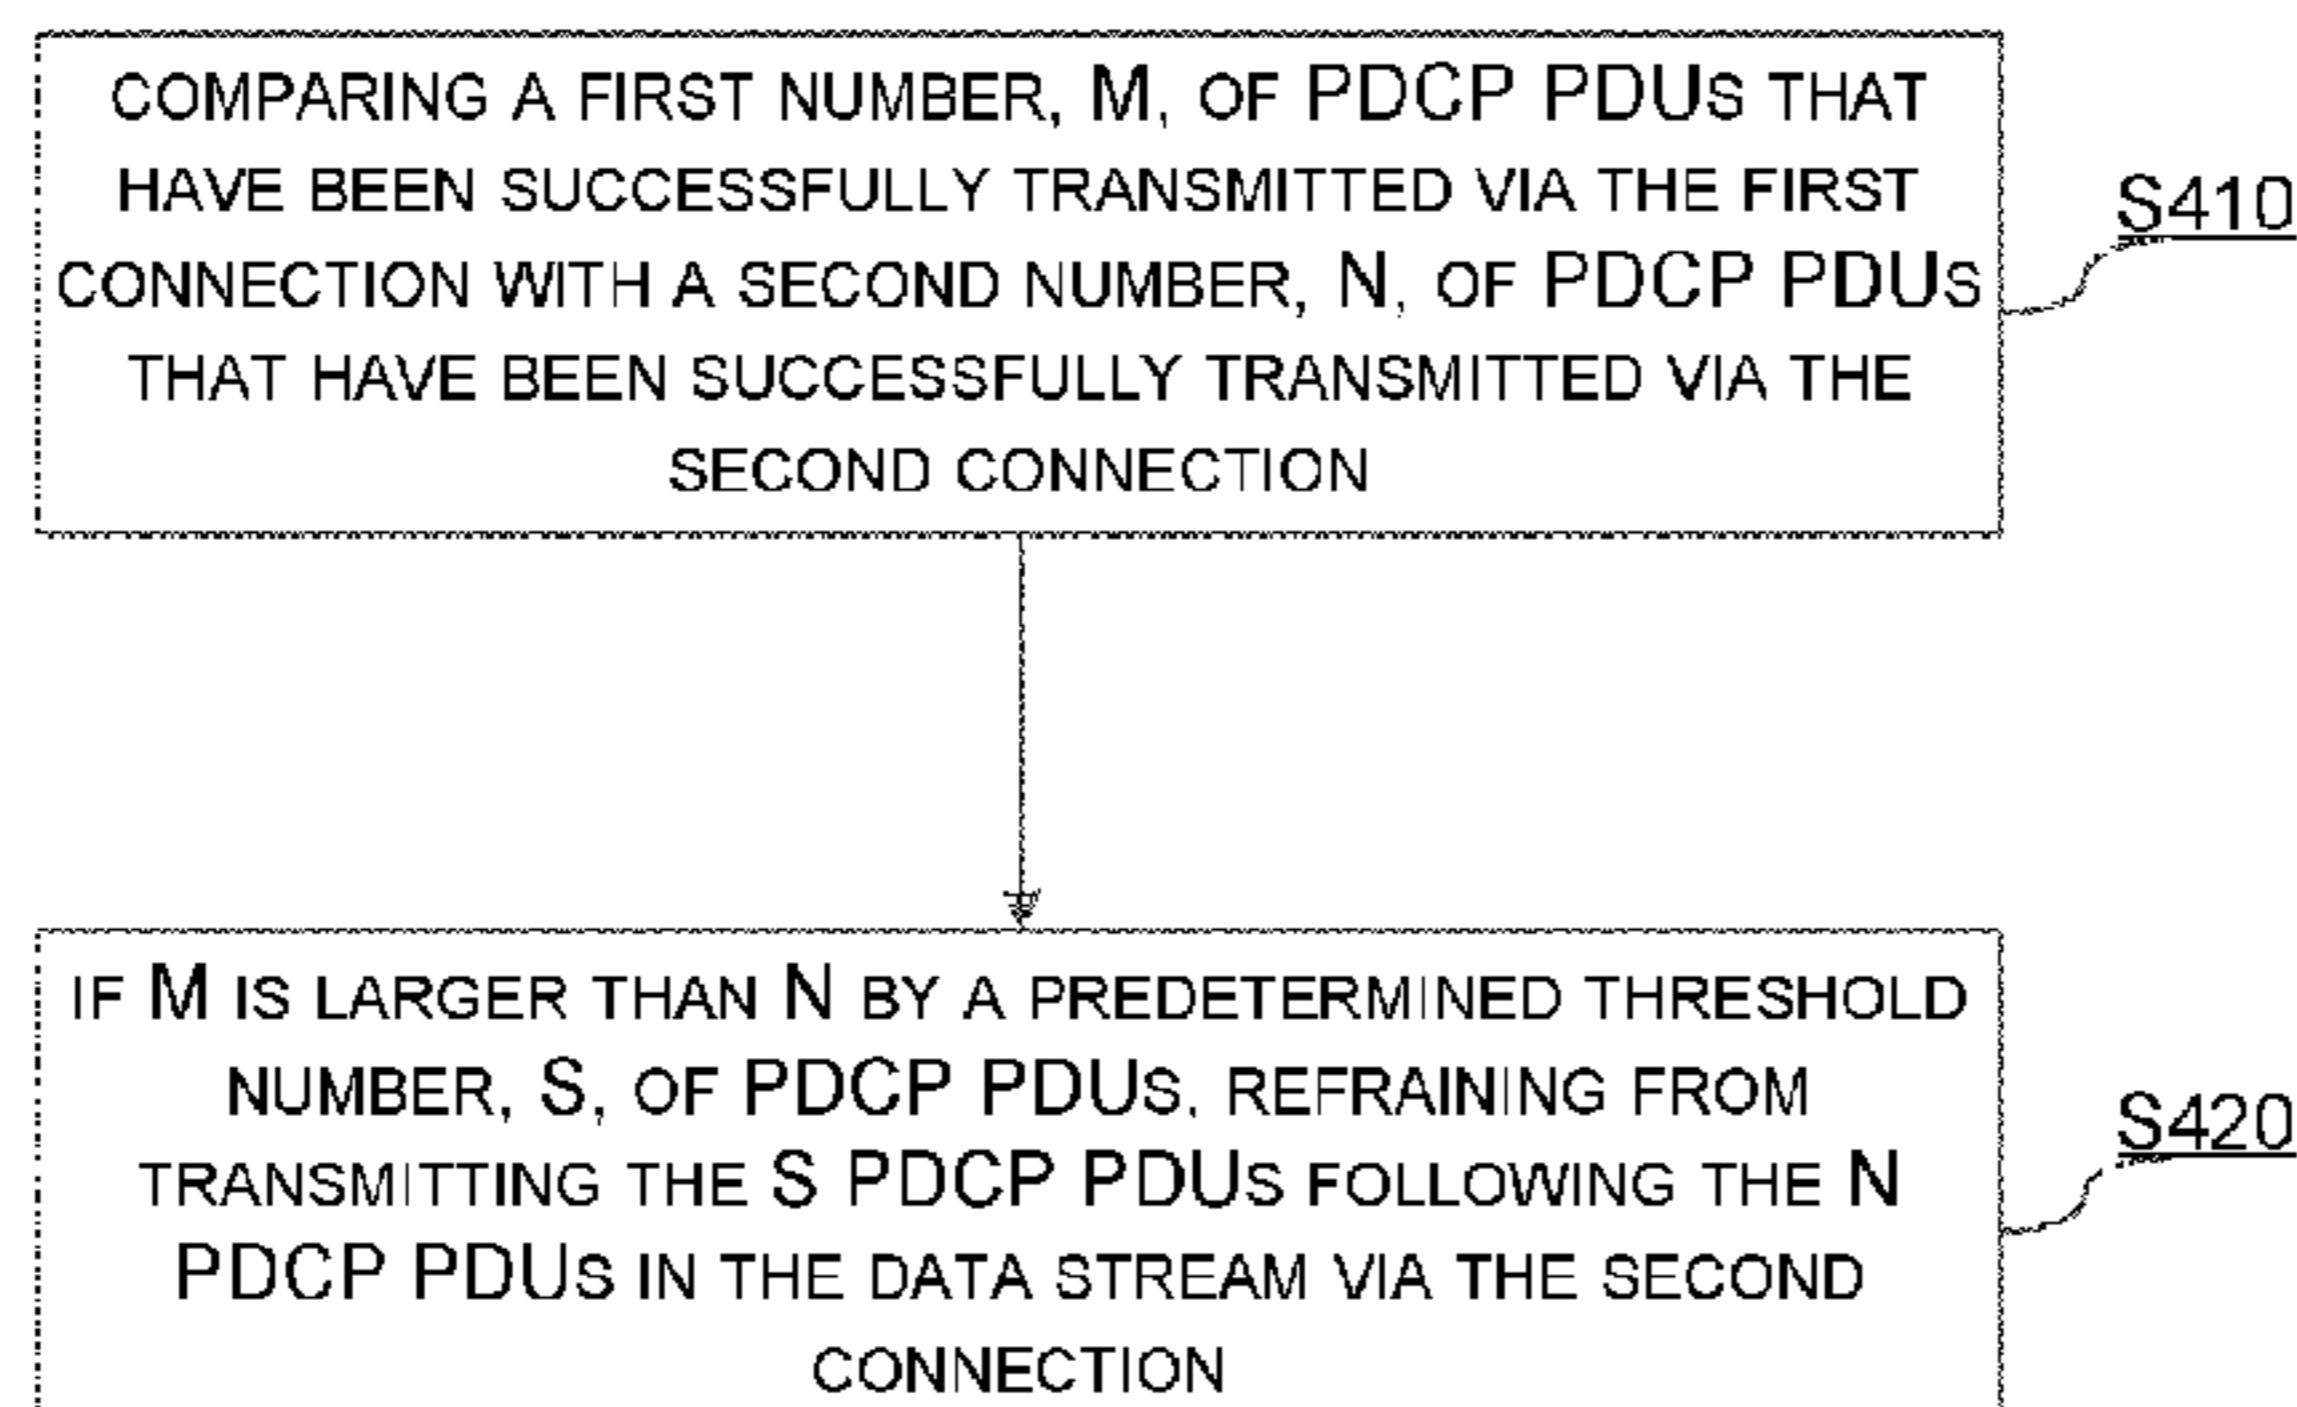 COMPARING A FIRST NUMBER, M, OF PDCP PDUS THAT
HAVE BEEN SUCCESSFULLY TRANSMITTED VIA THE FIRST
CONNECTION WITH A SECOND NUMBER, N, OF PDCP PDUS
THAT HAVE BEEN SUCCESSFULLY TRANSMITTED VIA THE
SECOND CONNECTION
S410
IF M IS LARGER THAN N BY A PREDETERMINED THRESHOLD
NUMBER, S, OF PDCP PDUS, REFRAINING FROM
TRANSMITTING THE S PDCP PDUS FOLLOWING THE N
PDCP PDUS IN THE DATA STREAM VIA THE SECOND
CONNECTION
S420